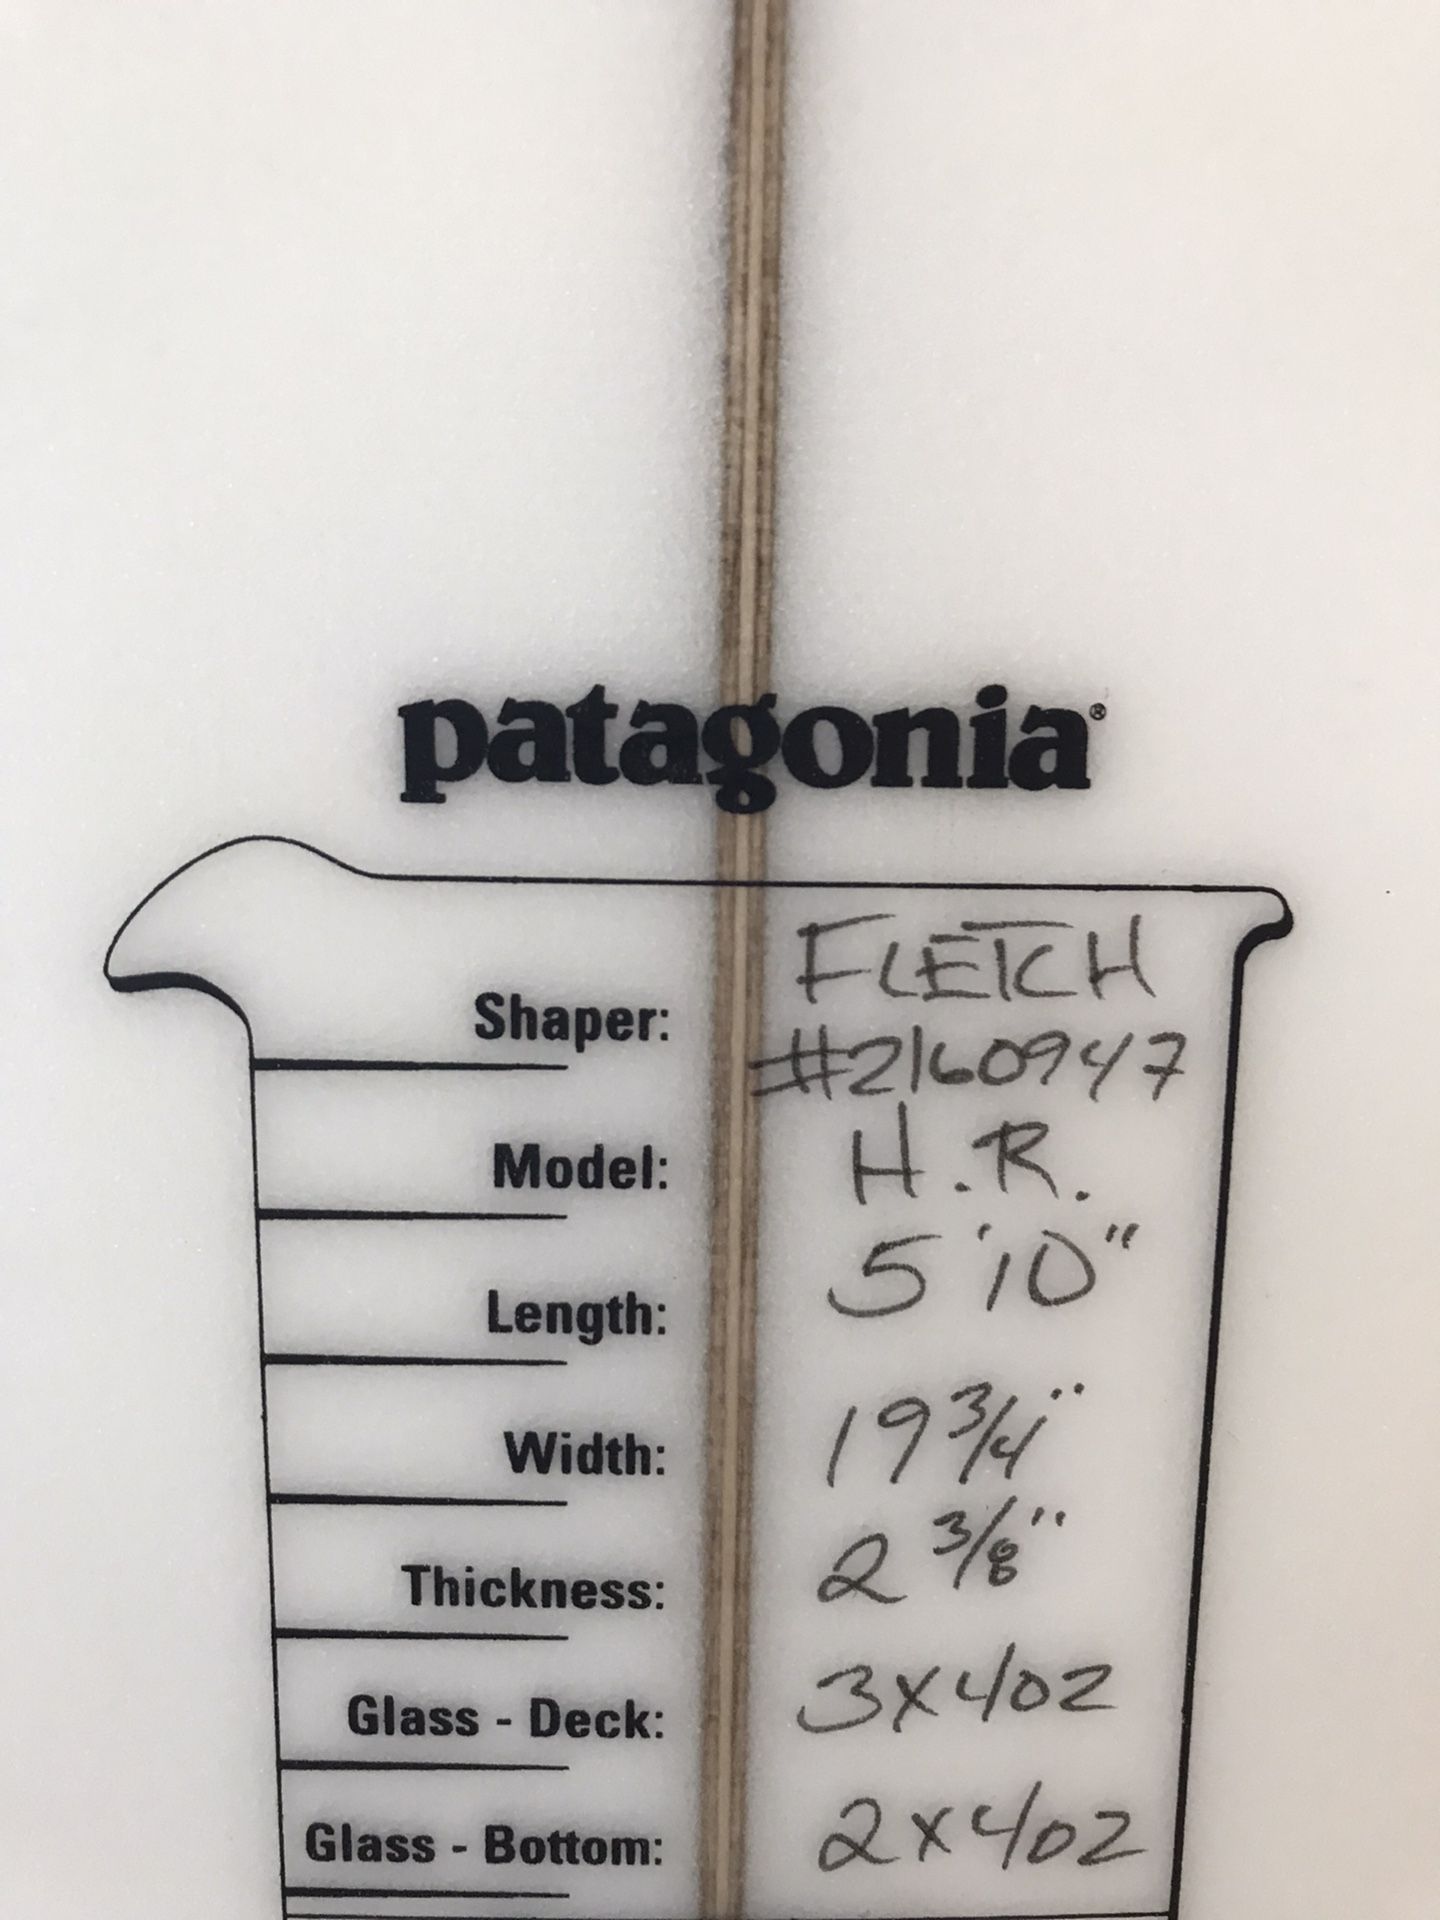 patagonia®
Shaper: FLETCH
#2160947
Model: H.R.
Length: 5'10"
Width: 19 3/4"
Thickness: 2 3/8"
Glass - Deck: 3x4oz
Glass - Bottom: 2x4oz